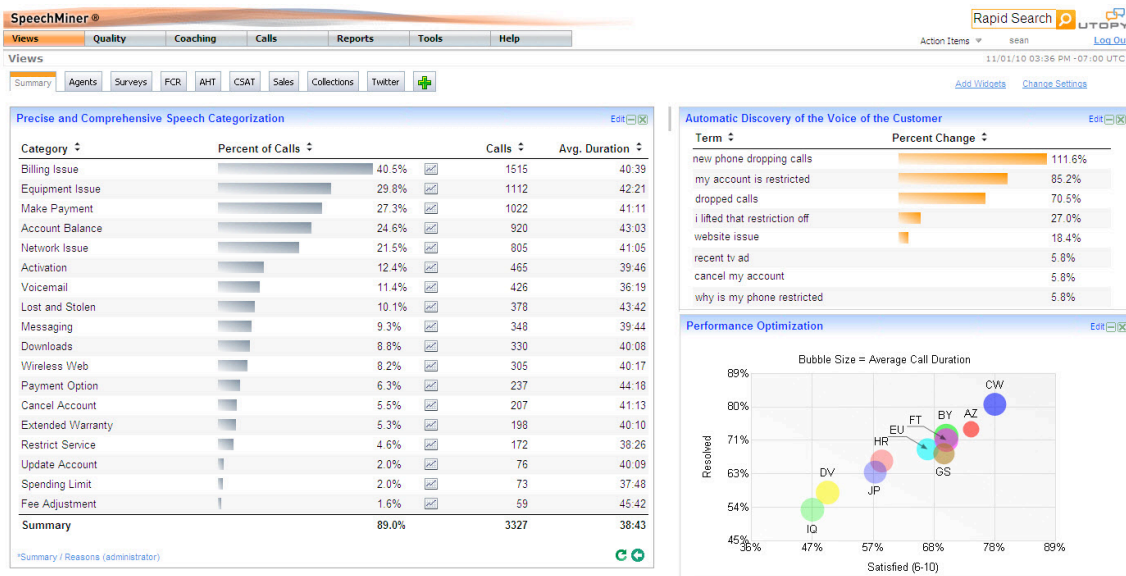 SpeechMiner ®
Rapid Search
UTOPY
Views Quality Coaching Calls Reports Tools Help
Action Items sean Log Ou
Views
11/01/10 03:36 PM -07:00 UTC
Summary Agents Surveys FCR AHT CSAT Sales Collections Twitter
Add Widgets Change Settings
Precise and Comprehensive Speech Categorization Edit
Category Percent of Calls Calls Avg. Duration
Billing Issue 40.5% 1515 40:39
Equipment Issue 29.8% 1112 42:21
Make Payment 27.3% 1022 41:11
Account Balance 24.6% 920 43:03
Network Issue 21.5% 805 41:05
Activation 12.4% 465 39:46
Voicemail 11.4% 426 36:19
Lost and Stolen 10.1% 378 43:42
Messaging 9.3% 348 39:44
Downloads 8.8% 330 40:08
Wireless Web 8.2% 305 40:17
Payment Option 6.3% 237 44:18
Cancel Account 5.5% 207 41:13
Extended Warranty 5.3% 198 40:10
Restrict Service 4.6% 172 38:26
Update Account 2.0% 76 40:09
Spending Limit 2.0% 73 37:48
Fee Adjustment 1.6% 59 45:42
Summary 89.0% 3327 38:43
*Summary / Reasons (administrator)
Automatic Discovery of the Voice of the Customer Edit
Term Percent Change
new phone dropping calls 111.6%
my account is restricted 85.2%
dropped calls 70.5%
i lifted that restriction off 27.0%
website issue 18.4%
recent tv ad 5.8%
cancel my account 5.8%
why is my phone restricted 5.8%
Performance Optimization Edit
Bubble Size = Average Call Duration
89%
CW
80%
FT BY AZ
EU
71%
HR
Resolved
63%
DV JP GS
54%
IQ
45%
36% 47% 57% 68% 78% 89%
Satisfied (6-10)